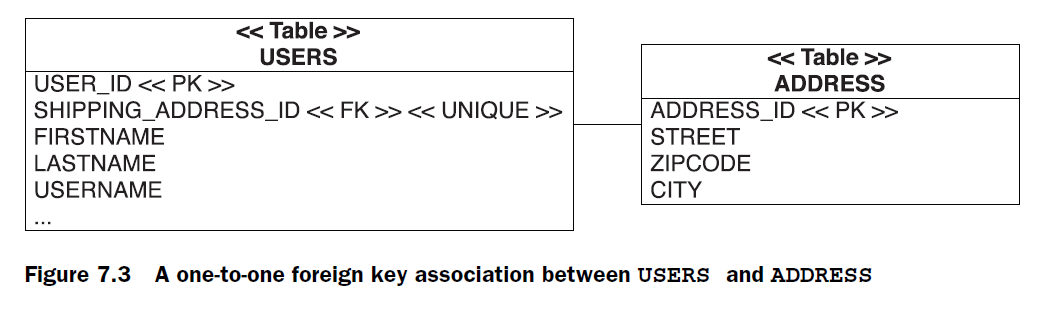 << Table >>
USERS
USER_ID << PK >>
SHIPPING_ADDRESS_ID << FK >> << UNIQUE >>
FIRSTNAME
LASTNAME
USERNAME
...
<< Table >>
ADDRESS
ADDRESS_ID << PK >>
STREET
ZIPCODE
CITY
Figure 7.3 A one-to-one foreign key association between USERS and ADDRESS